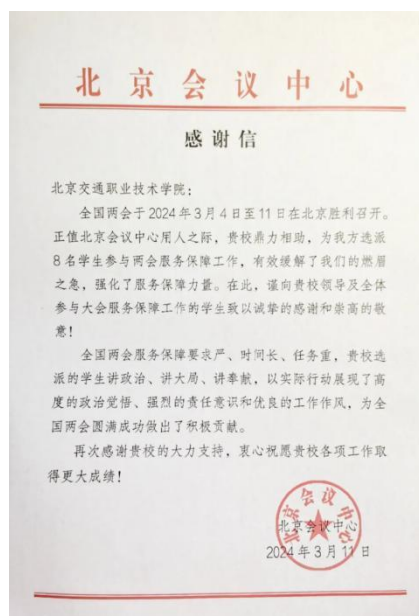 北京会议中心
感谢信
北京交通职业技术学院：
全国两会于2024年3月4日至11日在北京胜利召开。
正值北京会议中心用人之际，贵校鼎力相助，为我方选派
8名学生参与两会服务保障工作，有效缓解了我们的燃眉
之急，强化了服务保障力量。在此，谨向贵校领导及全体
参与大会服务保障工作的学生致以诚挚的感谢和崇高的敬
意！
全国两会服务保障要求严、时间长、任务重，贵校选
派的学生讲政治、讲大局、讲奉献，以实际行动展现了高
度的政治觉悟、强烈的责任意识和优良的工作作风，为全
国两会圆满成功做出了积极贡献。
再次感谢贵校的大力支持，衷心祝愿贵校各项工作取
得更大成绩！
北京会议中心
北京会议中心
2024年3月11日